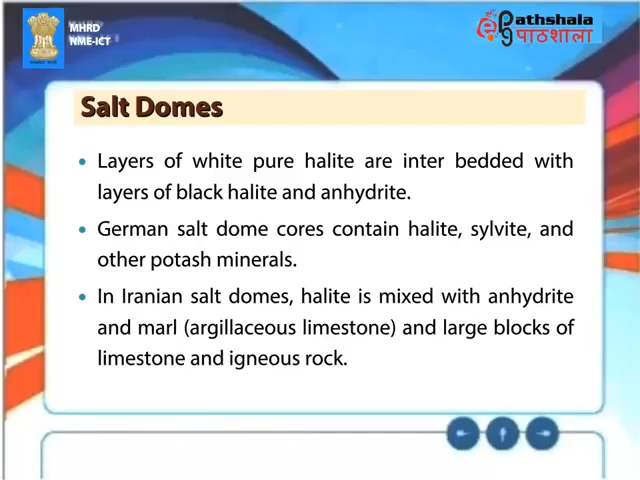 MHRD
NME-ICT
Pathshala
पाठशाला
Salt Domes
• Layers of white pure halite are inter bedded with
layers of black halite and anhydrite.
• German salt dome cores contain halite, sylvite, and
other potash minerals.
• In Iranian salt domes, halite is mixed with anhydrite
and marl (argillaceous limestone) and large blocks of
limestone and igneous rock.